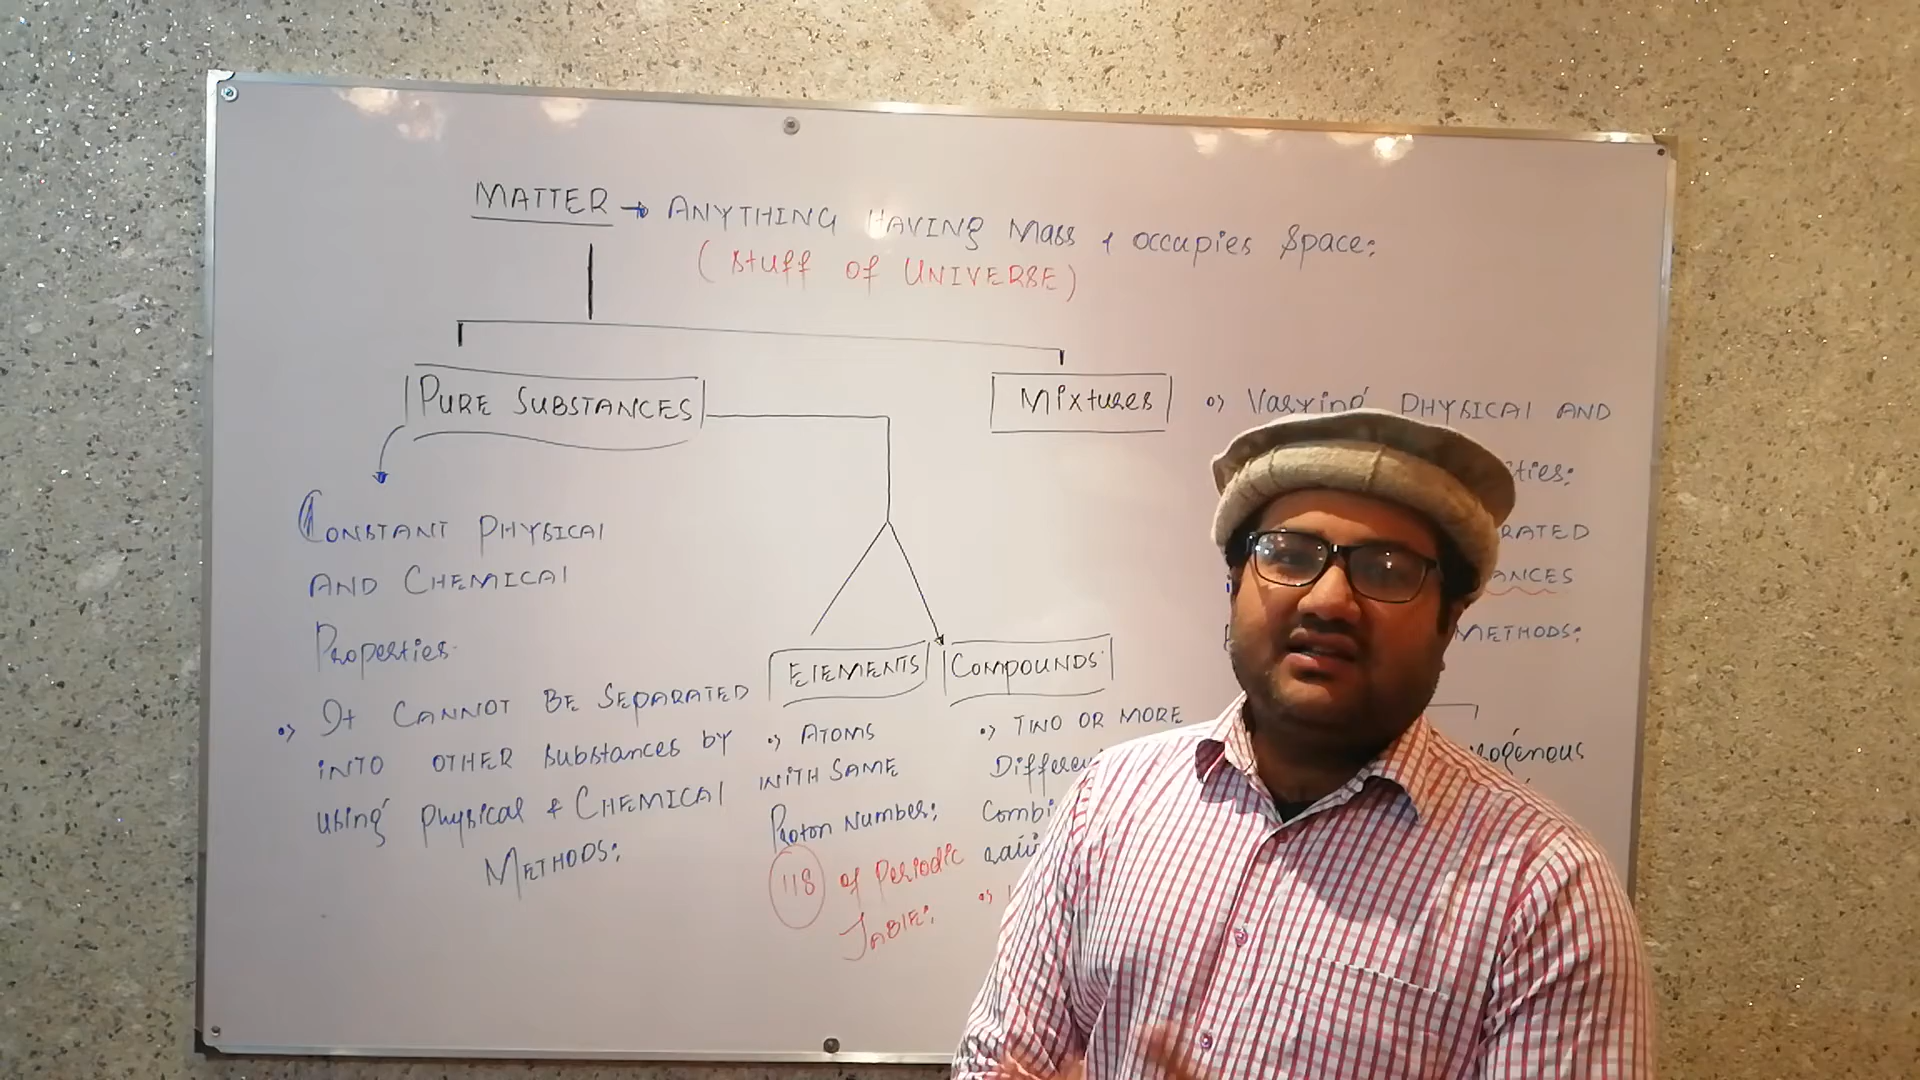 MATTER → ANYTHING HAVING MASS & OCCUPIES SPACE:
(STUFF OF UNIVERSE)
PURE SUBSTANCES
MIXTURES
CONSTANT PHYSICAL
AND CHEMICAL
PROPERTIES.
IT CANNOT BE SEPARATED
INTO OTHER SUBSTANCES BY
USING PHYSICAL & CHEMICAL
METHODS:
ELEMENTS
ATOMS
WITH SAME
PROTON NUMBER:
118 OF PERIODIC
TABLE:
COMPOUNDS:
TWO OR MORE
VARYING PHYSICAL AND
METHODS: